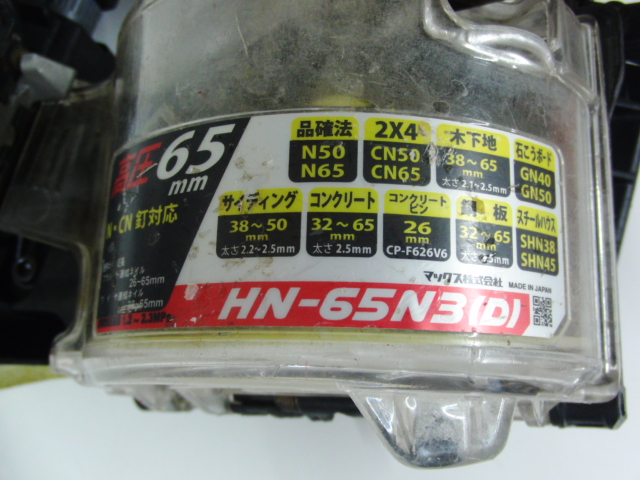 高圧 65
mm
N・CN 釘対応
品確法
N50
N65
2X4
CN50
CN65
木下地
38～65
mm
太さ2.1~2.5mm
石こうボード
GN40
GN50
サイディング
38～50
mm
太さ 2.2~2.5mm
コンクリート
32～65
mm
太さ 2.5mm
コンクリート
ピン
26
mm
CP-F626V6
鋼 板
32～65
mm
スチールハウス
SHN38
SHN45
26-65mm
マックス株式会社 MADE IN JAPAN
HN-65N3(D)